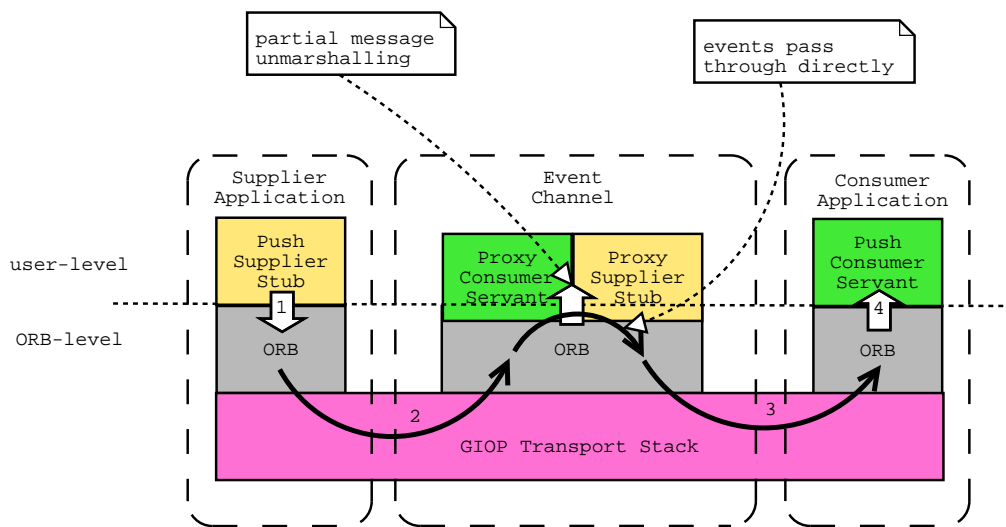 partial message
unmarshalling
events pass
through directly
Supplier
Application
Event
Channel
Consumer
Application
Push
Supplier
Stub
Proxy
Consumer
Servant
Proxy
Supplier
Stub
Push
Consumer
Servant
user-level
ORB-level
1
4
ORB
ORB
ORB
2
3
GIOP Transport Stack